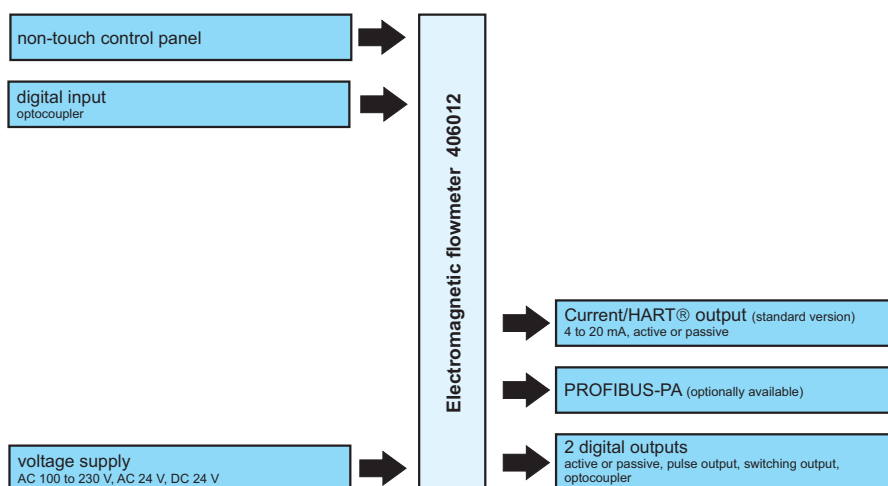 non-touch control panel
digital input
optocoupler
Electromagnetic flowmeter 406012
Current/HART® output (standard version)
4 to 20 mA, active or passive
PROFIBUS-PA (optionally available)
voltage supply
AC 100 to 230 V, AC 24 V, DC 24 V
2 digital outputs
active or passive, pulse output, switching output,
optocoupler